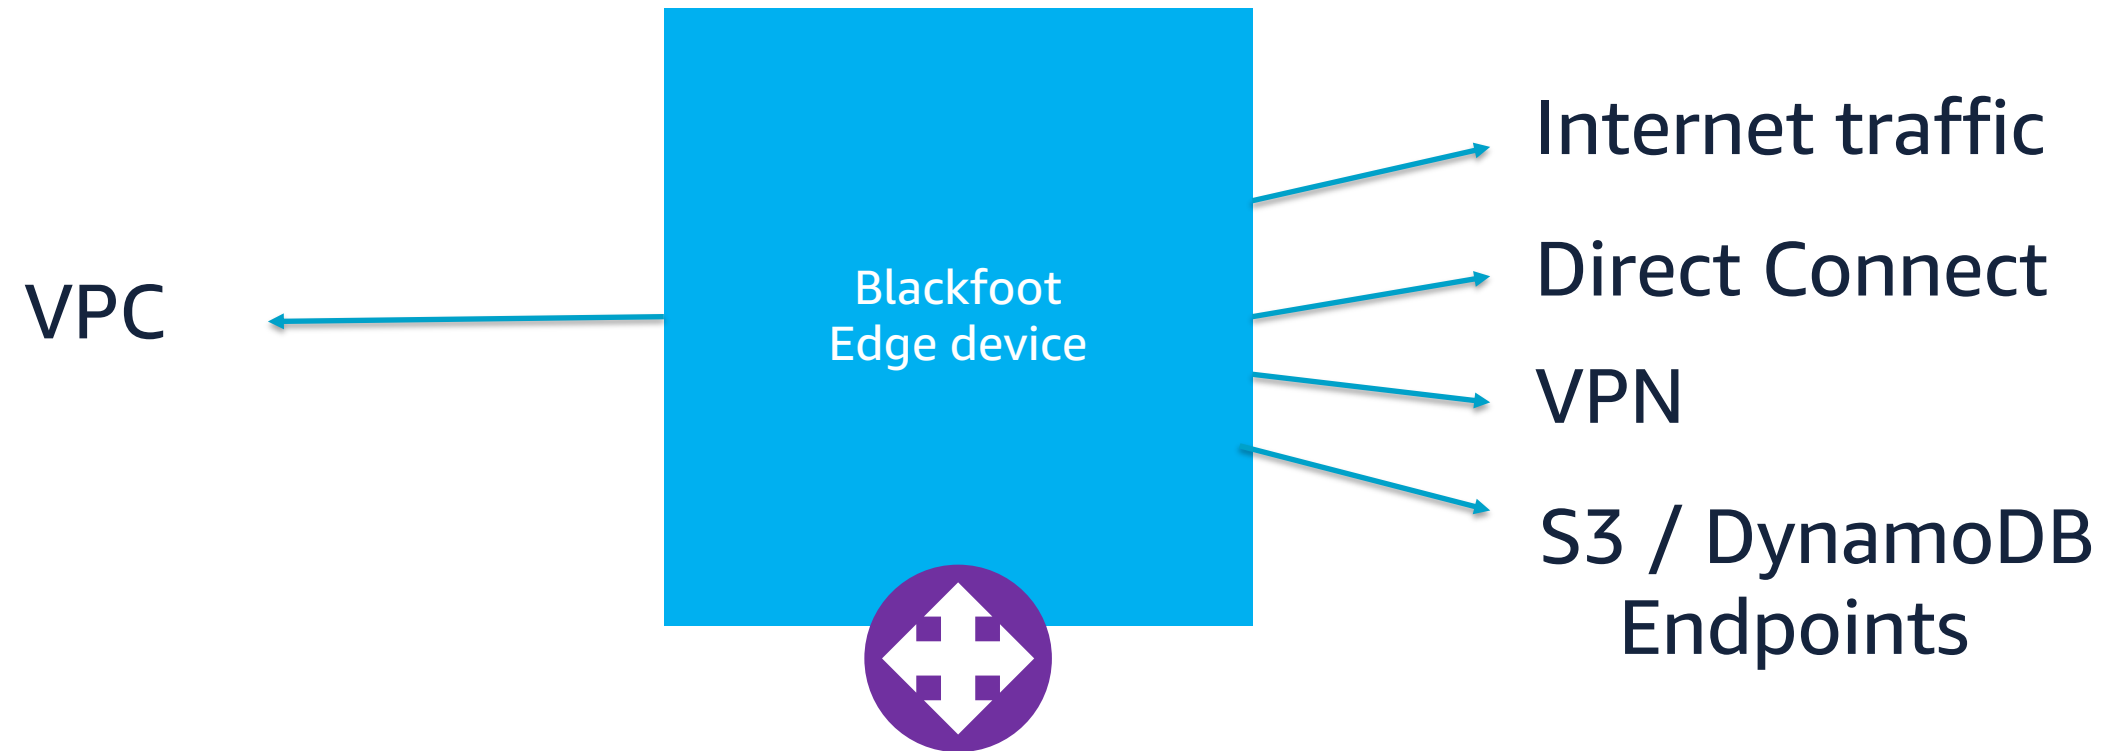 VPC
Blackfoot
Edge device
Internet traffic
Direct Connect
VPN
S3 / DynamoDB
Endpoints